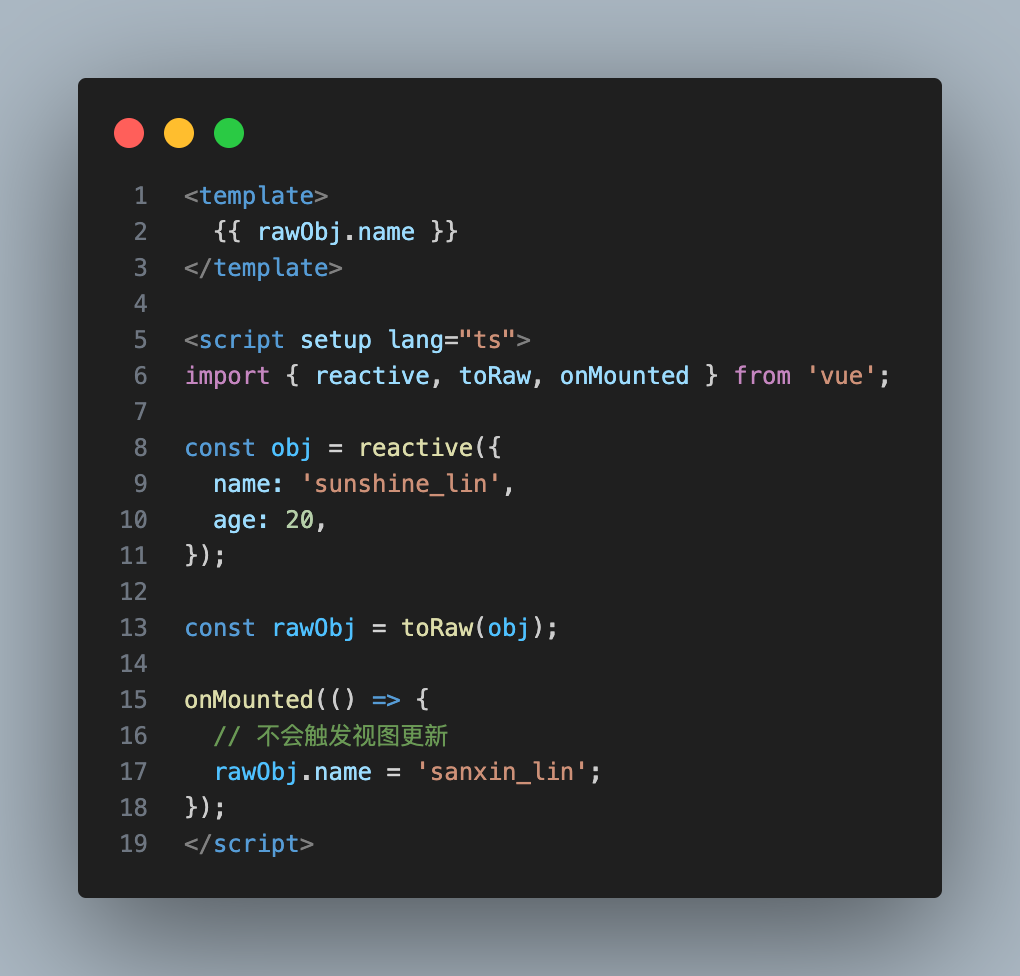 1 <template>
2   {{ rawObj.name }}
3 </template>
4
5 <script setup lang="ts">
6 import { reactive, toRaw, onMounted } from 'vue';
7
8 const obj = reactive({
9   name: 'sunshine_lin',
10   age: 20,
11 });
12
13 const rawObj = toRaw(obj);
14
15 onMounted(() => {
16   // 不会触发视图更新
17   rawObj.name = 'sanxin_lin';
18 });
19 </script>